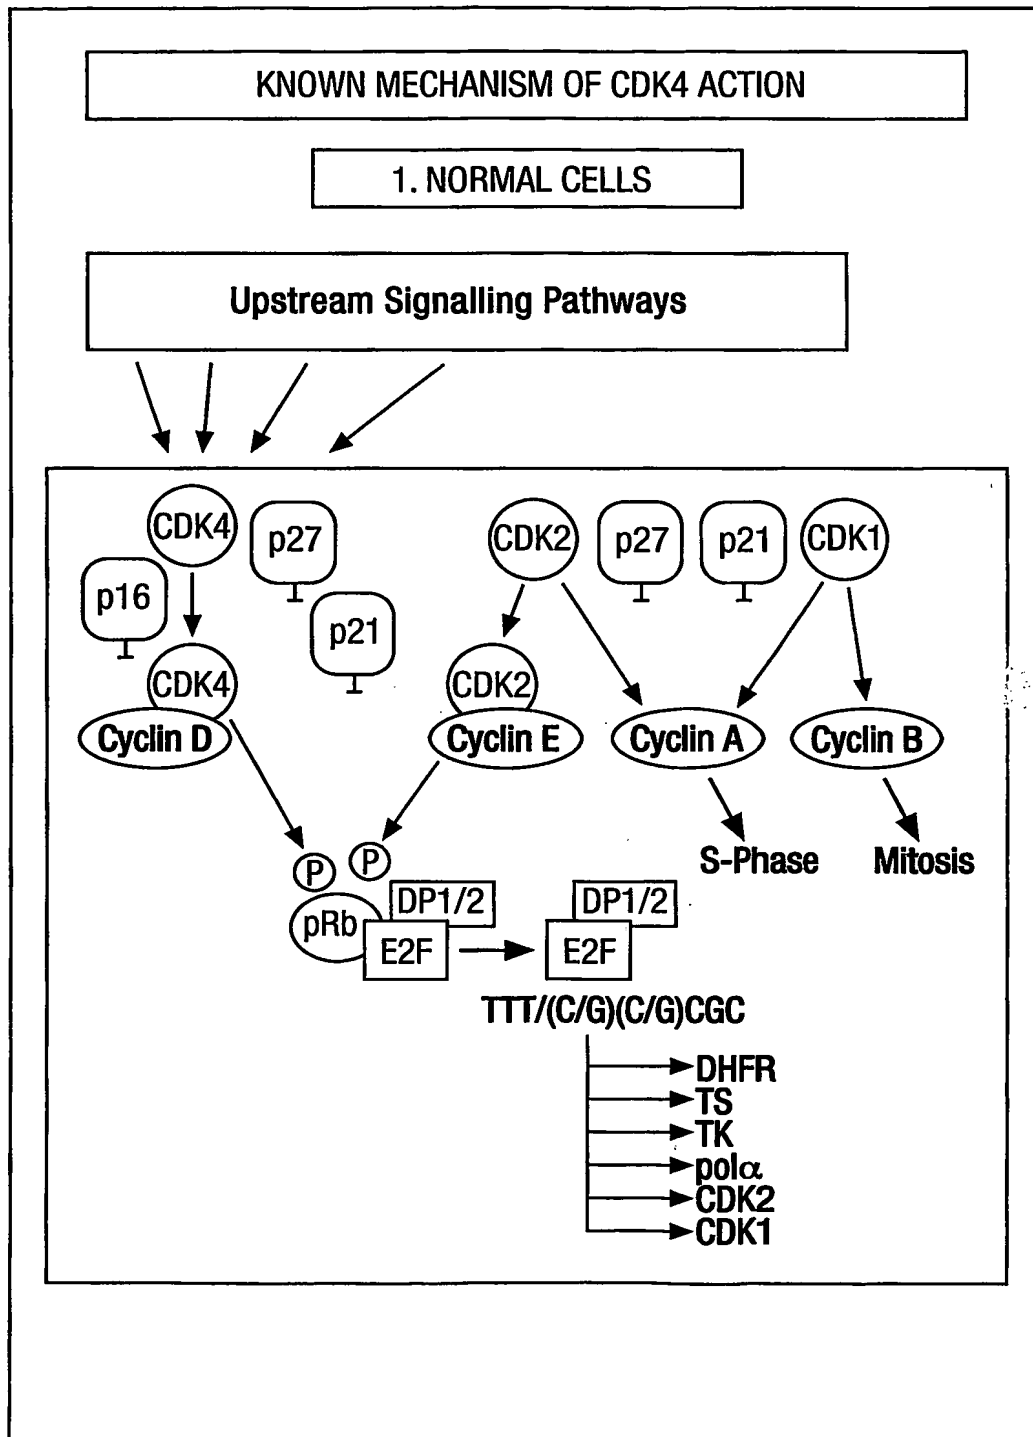 KNOWN MECHANISM OF CDK4 ACTION
1. NORMAL CELLS
Upstream Signalling Pathways
CDK4 p27 CDK2 p27 p21 CDK1
p16 p21
CDK4 CDK2
Cyclin D Cyclin E Cyclin A Cyclin B
P P S-Phase Mitosis
DP1/2 DP1/2
pRb E2F E2F
TTT/(C/G)(C/G)CGC
DHFR
TS
TK
polα
CDK2
CDK1